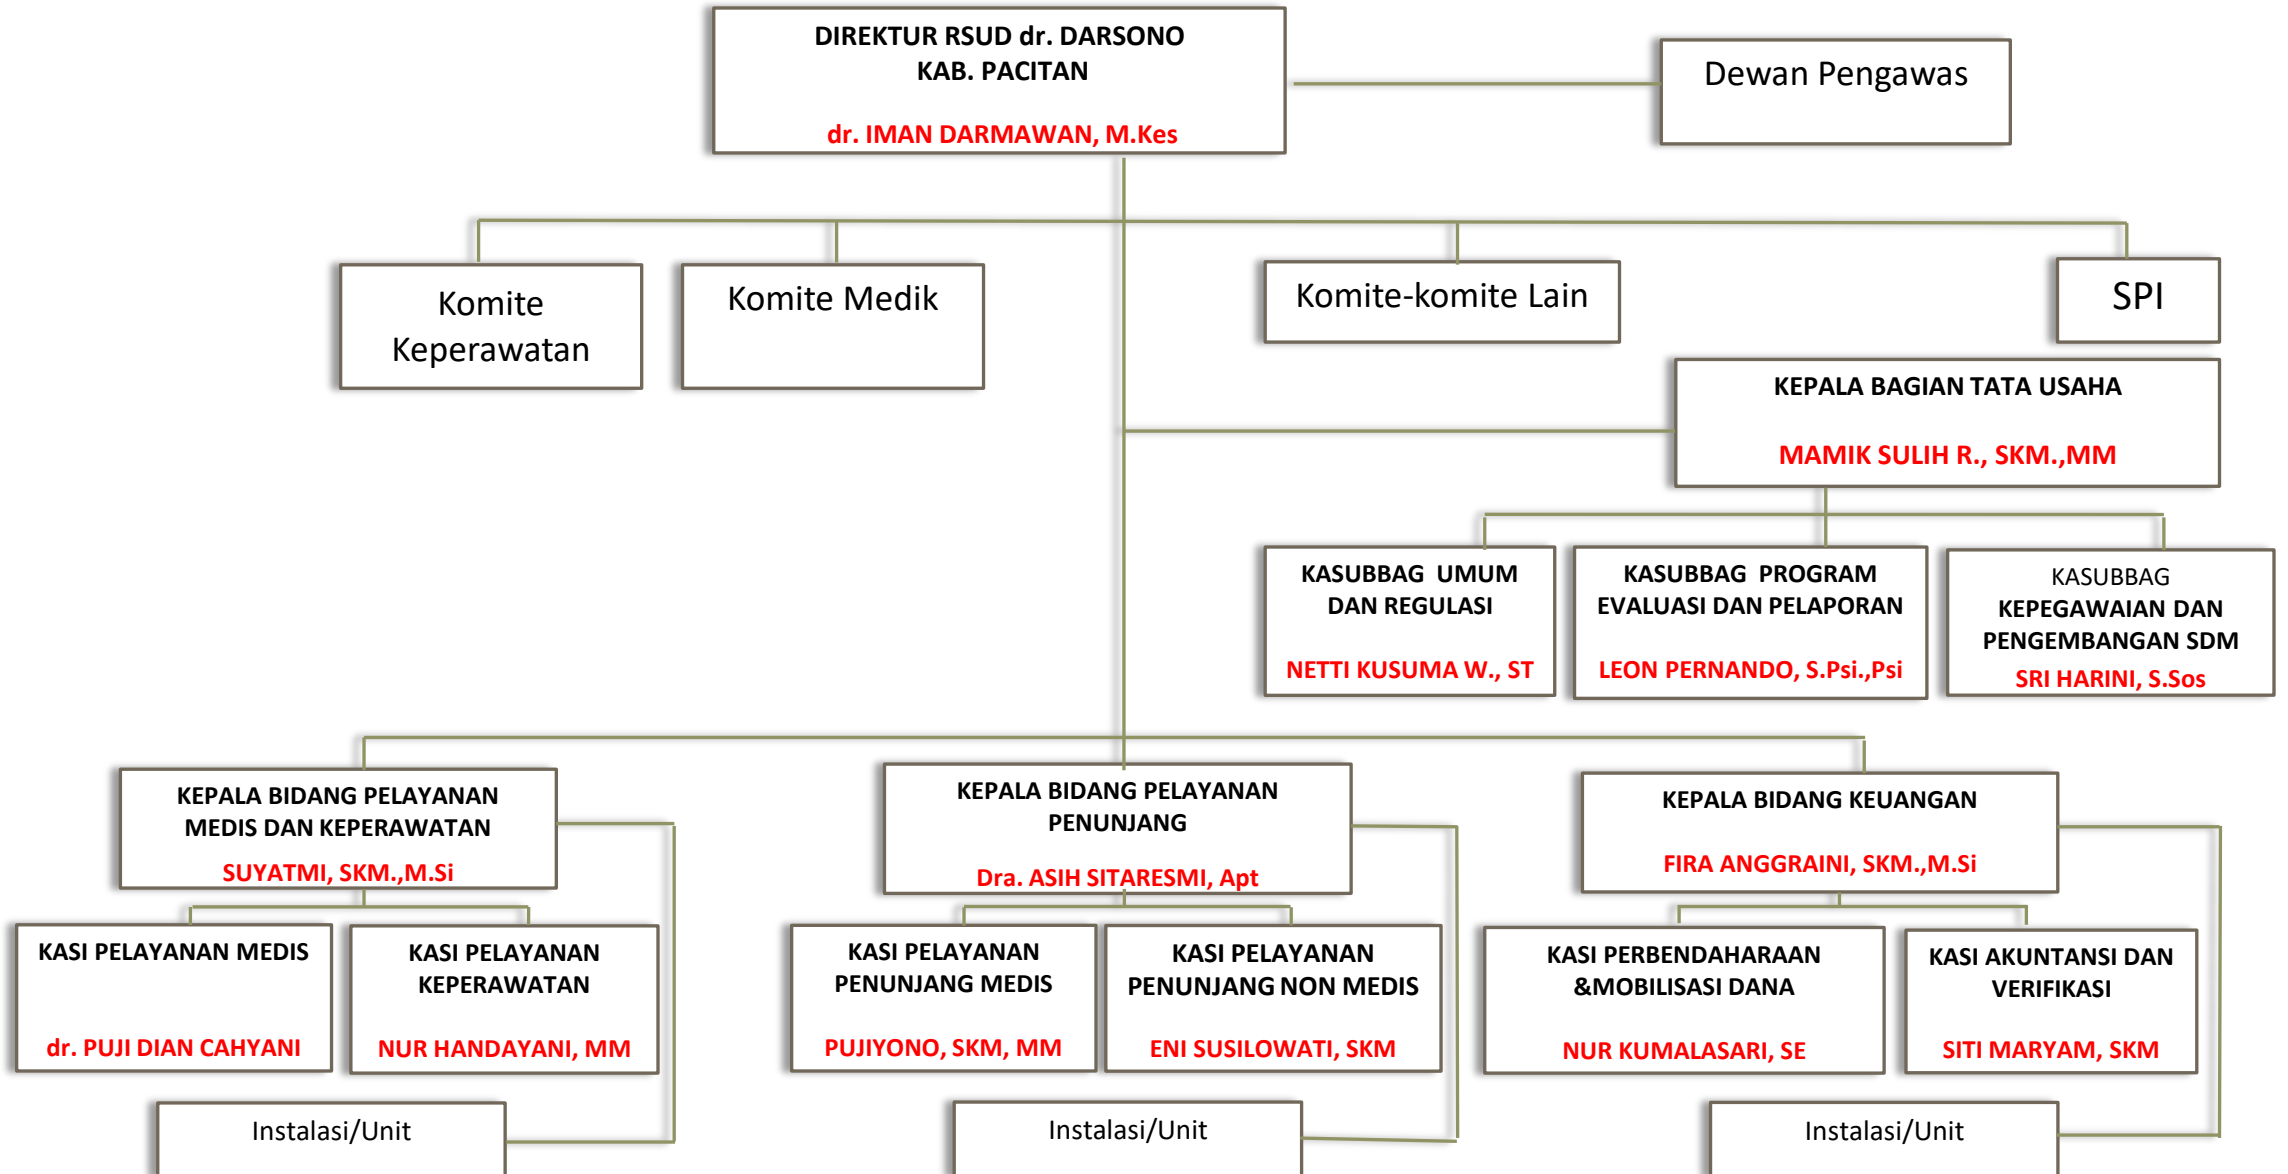 DIREKTUR RSUD dr. DARSONO
KAB. PACITAN
dr. IMAN DARMAWAN, M.Kes
Dewan Pengawas
Komite
Keperawatan
Komite Medik
Komite-komite Lain
SPI
KEPALA BAGIAN TATA USAHA
MAMIK SULIH R., SKM.,MM
KASUBBAG UMUM
DAN REGULASI
NETTI KUSUMA W., ST
KASUBBAG PROGRAM
EVALUASI DAN PELAPORAN
LEON PERNANDO, S.Psi.,Psi
KASUBBAG
KEPEGAWAIAN DAN
PENGEMBANGAN SDM
SRI HARINI, S.Sos
KEPALA BIDANG PELAYANAN
MEDIS DAN KEPERAWATAN
SUYATMI, SKM.,M.Si
KEPALA BIDANG PELAYANAN
PENUNJANG
Dra. ASIH SITARESMI, Apt
KEPALA BIDANG KEUANGAN
FIRA ANGGRAINI, SKM.,M.Si
KASI PELAYANAN MEDIS
dr. PUJI DIAN CAHYANI
KASI PELAYANAN
KEPERAWATAN
NUR HANDAYANI, MM
KASI PELAYANAN
PENUNJANG MEDIS
PUJIYONO, SKM, MM
KASI PELAYANAN
PENUNJANG NON MEDIS
ENI SUSILOWATI, SKM
KASI PERBENDAHARAAN
&MOBILISASI DANA
NUR KUMALASARI, SE
KASI AKUNTANSI DAN
VERIFIKASI
SITI MARYAM, SKM
Instalasi/Unit
Instalasi/Unit
Instalasi/Unit